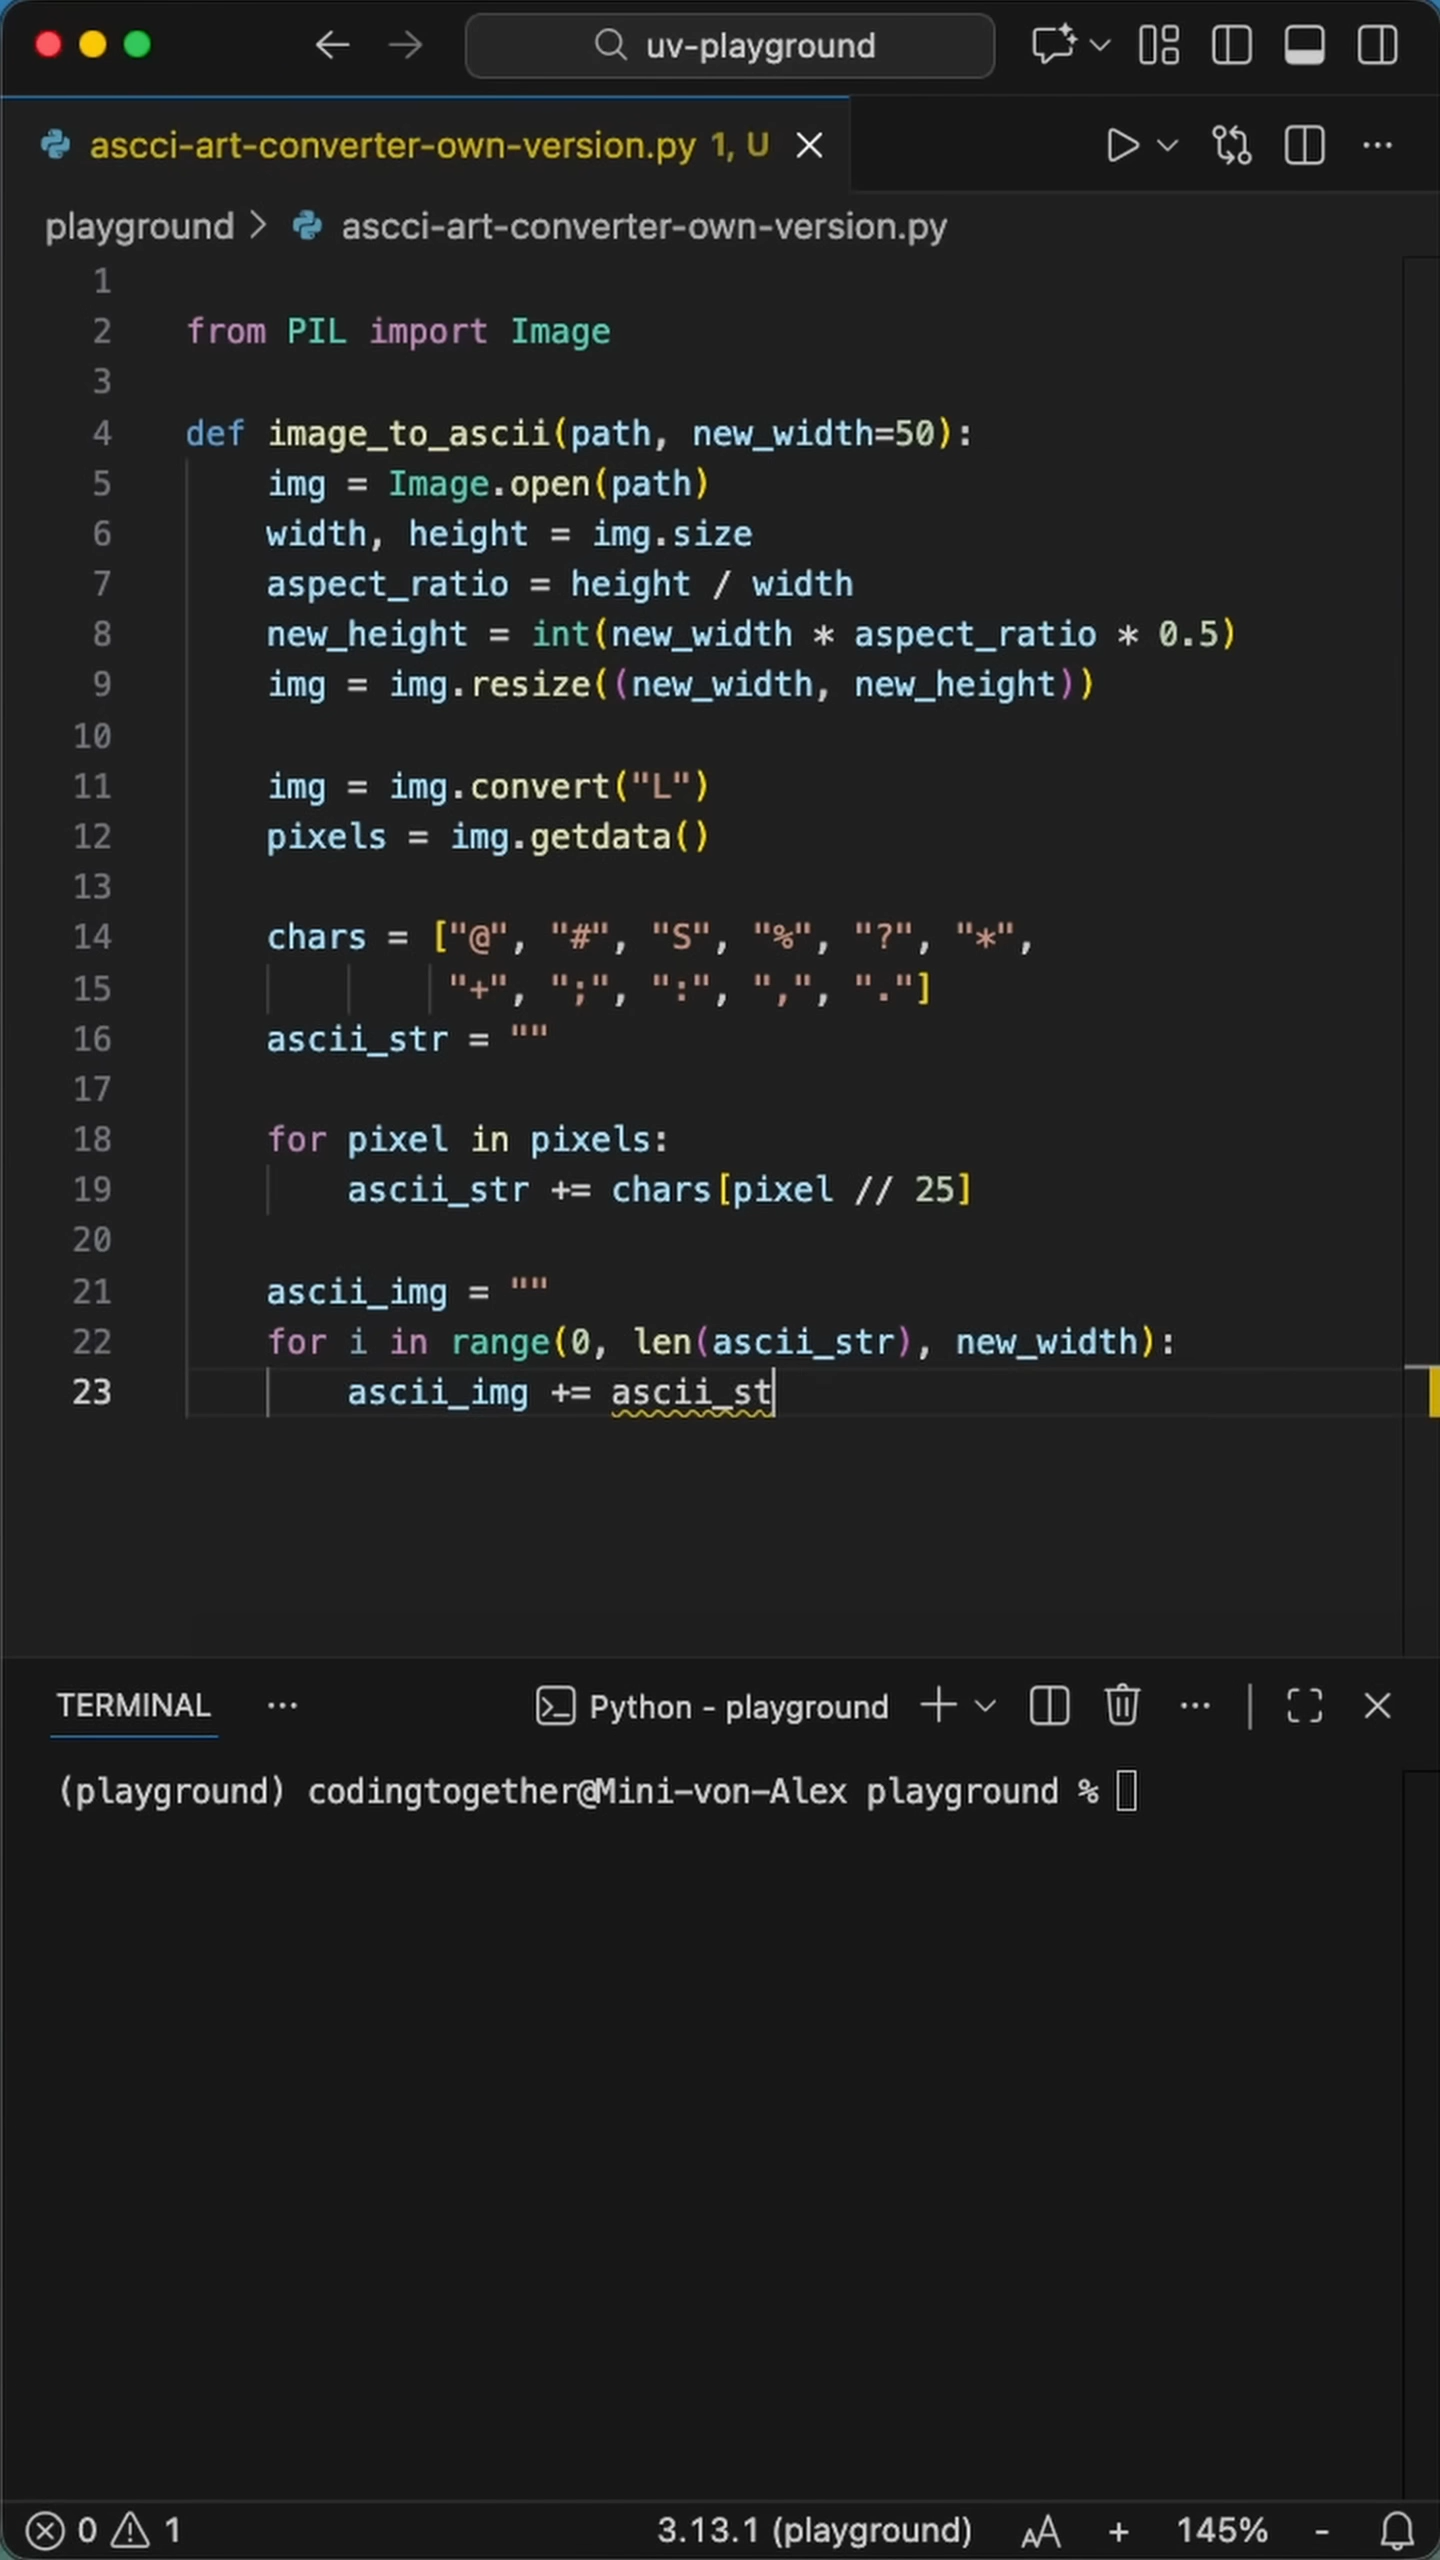 uv-playground
ascci-art-converter-own-version.py 1, U
playground > ascci-art-converter-own-version.py
1
2 from PIL import Image
3
4 def image_to_ascii(path, new_width=50):
5 img = Image.open(path)
6 width, height = img.size
7 aspect_ratio = height / width
8 new_height = int(new_width * aspect_ratio * 0.5)
9 img = img.resize((new_width, new_height))
10
11 img = img.convert("L")
12 pixels = img.getdata()
13
14 chars = ["@", "#", "S", "%", "?", "*",
15 "+", ";", ":", ",", "."]
16 ascii_str = ""
17
18 for pixel in pixels:
19 ascii_str += chars[pixel // 25]
20
21 ascii_img = ""
22 for i in range(0, len(ascii_str), new_width):
23 ascii_img += ascii_st
TERMINAL ... Python - playground
(playground) codingtogether@Mini-von-Alex playground %
0 1 3.13.1 (playground) AA + 145% -